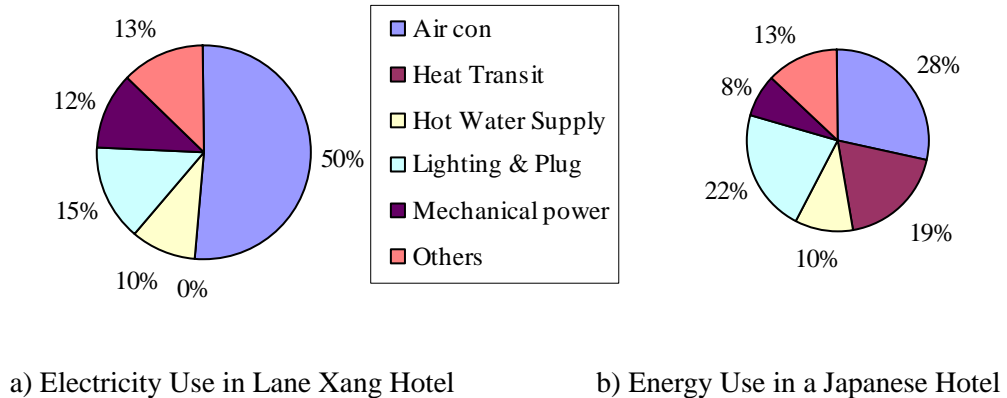 13%
12%
15%
10%
0%
50%
Air con
Heat Transit
Hot Water Supply
Lighting & Plug
Mechanical power
Others
13%
8%
22%
10%
19%
28%
a) Electricity Use in Lane Xang Hotel
b) Energy Use in a Japanese Hotel